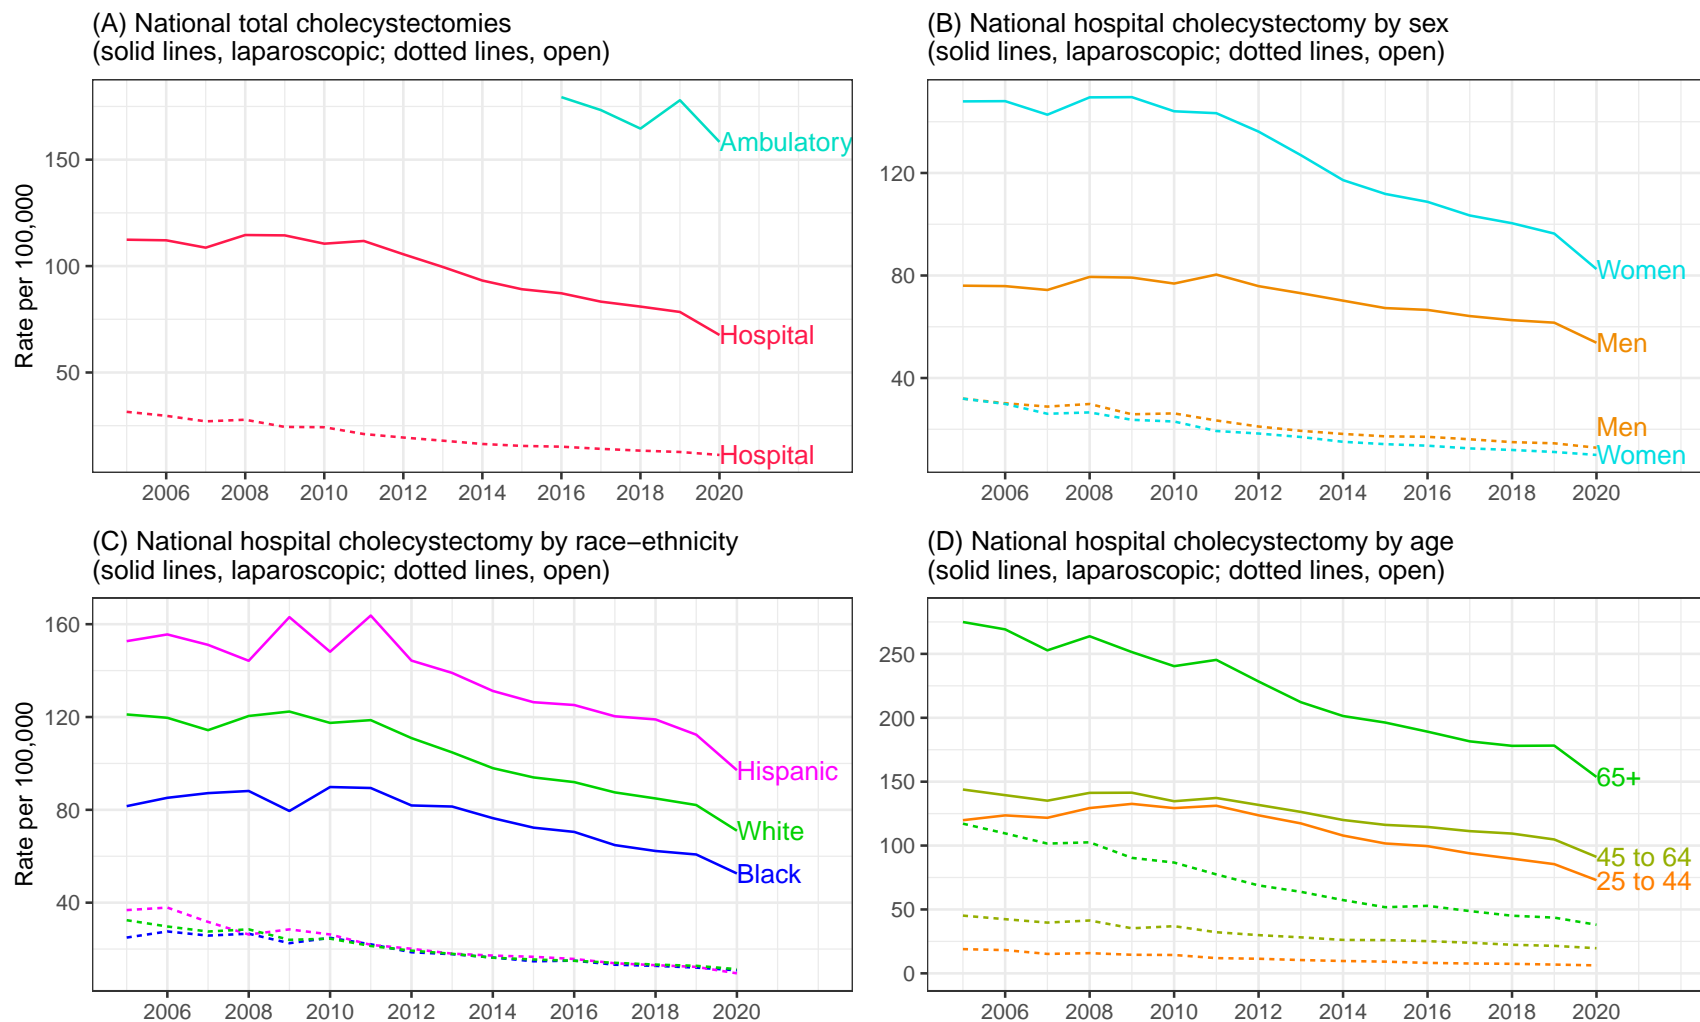 (A) National total cholecystectomies
(solid lines, laparoscopic; dotted lines, open)
Rate per 100,000
150
100
50
Ambulatory
Hospital
Hospital
2006 2008 2010 2012 2014 2016 2018 2020
(B) National hospital cholecystectomy by sex
(solid lines, laparoscopic; dotted lines, open)
120
80
40
Women
Men
Men
Women
2006 2008 2010 2012 2014 2016 2018 2020
(C) National hospital cholecystectomy by race−ethnicity
(solid lines, laparoscopic; dotted lines, open)
Rate per 100,000
160
120
80
40
Hispanic
White
Black
2006 2008 2010 2012 2014 2016 2018 2020
(D) National hospital cholecystectomy by age
(solid lines, laparoscopic; dotted lines, open)
250
200
150
100
50
0
65+
45 to 64
25 to 44
2006 2008 2010 2012 2014 2016 2018 2020